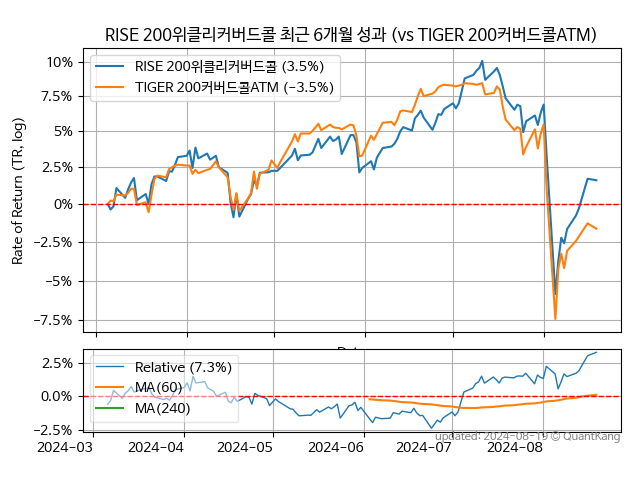 RISE 200위클리커버드콜 최근 6개월 성과 (vs TIGER 200커버드콜ATM)
Rate of Return (TR, log)
10%
7.5%
5%
2.5%
0%
−2.5%
−5%
−7.5%
RISE 200위클리커버드콜 (3.5%)
TIGER 200커버드콜ATM (−3.5%)
2.5%
0.0%
−2.5%
Relative (7.3%)
MA(60)
MA(240)
2024−03
2024−04
2024−05
2024−06
2024−07
2024−08
updated: 2024−08−19 © QuantKang